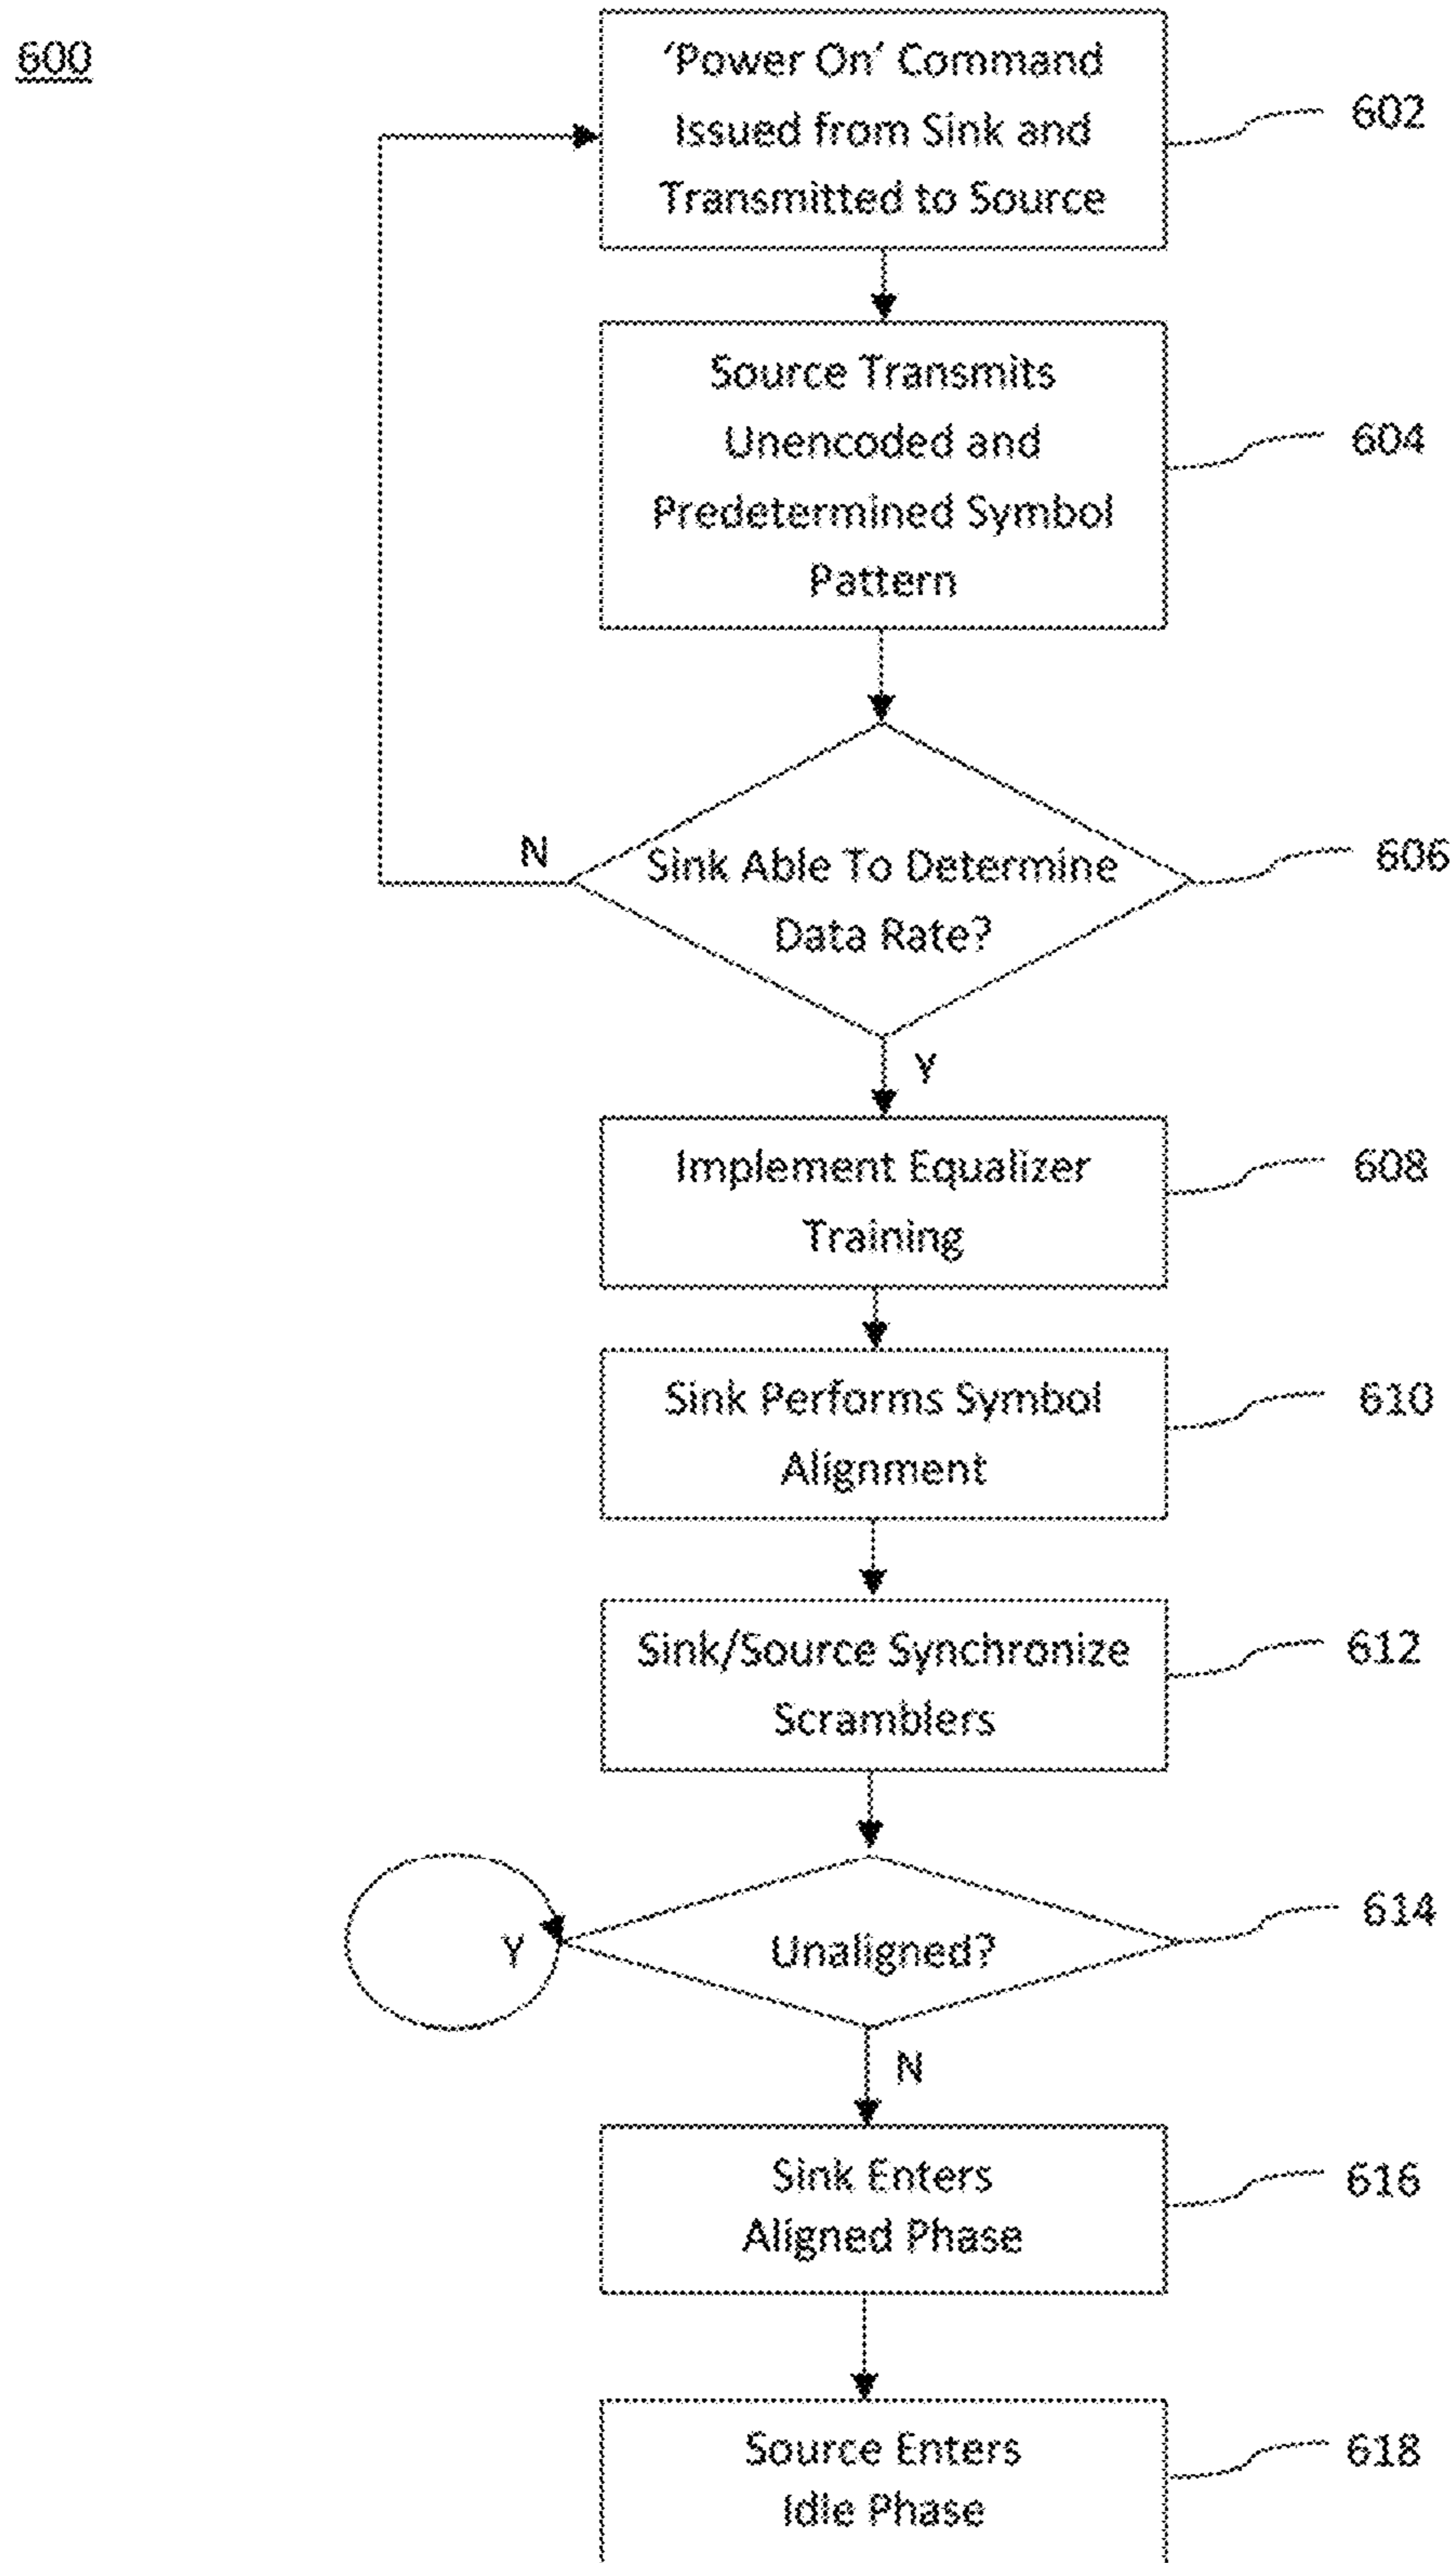 600
'Power On' Command
Issued from Sink and
Transmitted to Source
602
Source Transmits
Unencoded and
Predetermined Symbol
Pattern
604
N
Sink Able To Determine
Data Rate?
606
Y
Implement Equalizer
Training
608
Sink Performs Symbol
Alignment
610
Sink/Source Synchronize
Scramblers
612
Y
Unaligned?
614
N
Sink Enters
Aligned Phase
616
Source Enters
Idle Phase
618